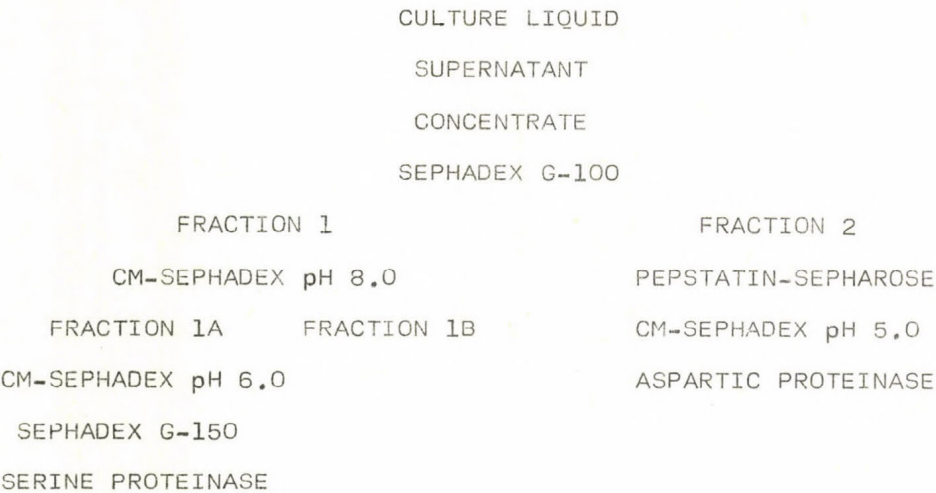 CULTURE LIQUID
SUPERNATANT
CONCENTRATE
SEPHADEX G-100
FRACTION 1 FRACTION 2
CM-SEPHADEX pH 8.0 PEPSTATIN-SEPHAROSE
FRACTION 1A FRACTION 1B CM-SEPHADEX pH 5.0
CM-SEPHADEX pH 6.0 ASPARTIC PROTEINASE
SEPHADEX G-150
SERINE PROTEINASE